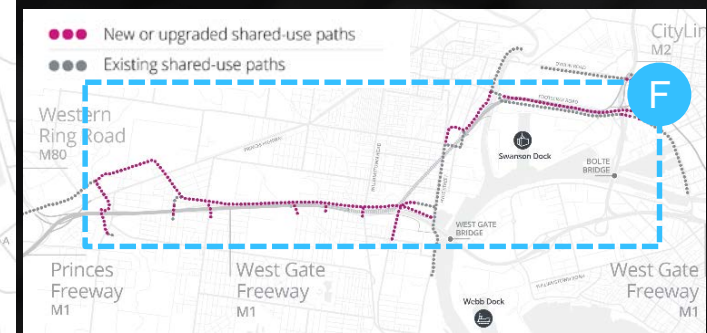 New or upgraded shared-use paths
Existing shared-use paths
CityLin
M2
F
Western
Ring Road
M80
Swanson Dock
BOLTE
BRIDGE
WEST GATE
BRIDGE
A
Princes
Freeway
M1
West Gate
Freeway
M1
West Gate
Freeway
M1
Webb Dock